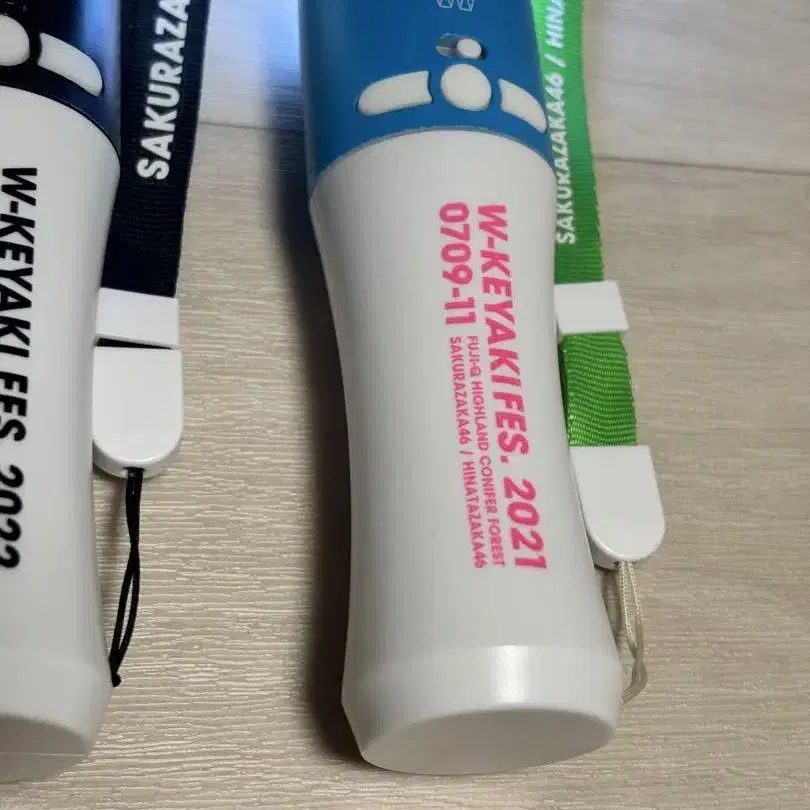 SAKURAZA
W-KEYAKI FES. 2022
W-KEYAKI FES. 2021
0709-11
FUJI-Q HIGHLAND CONIFER FOREST
SAKURAZAKA46 / HINATAZAKA46
SAKURAZAKA46 / HINA